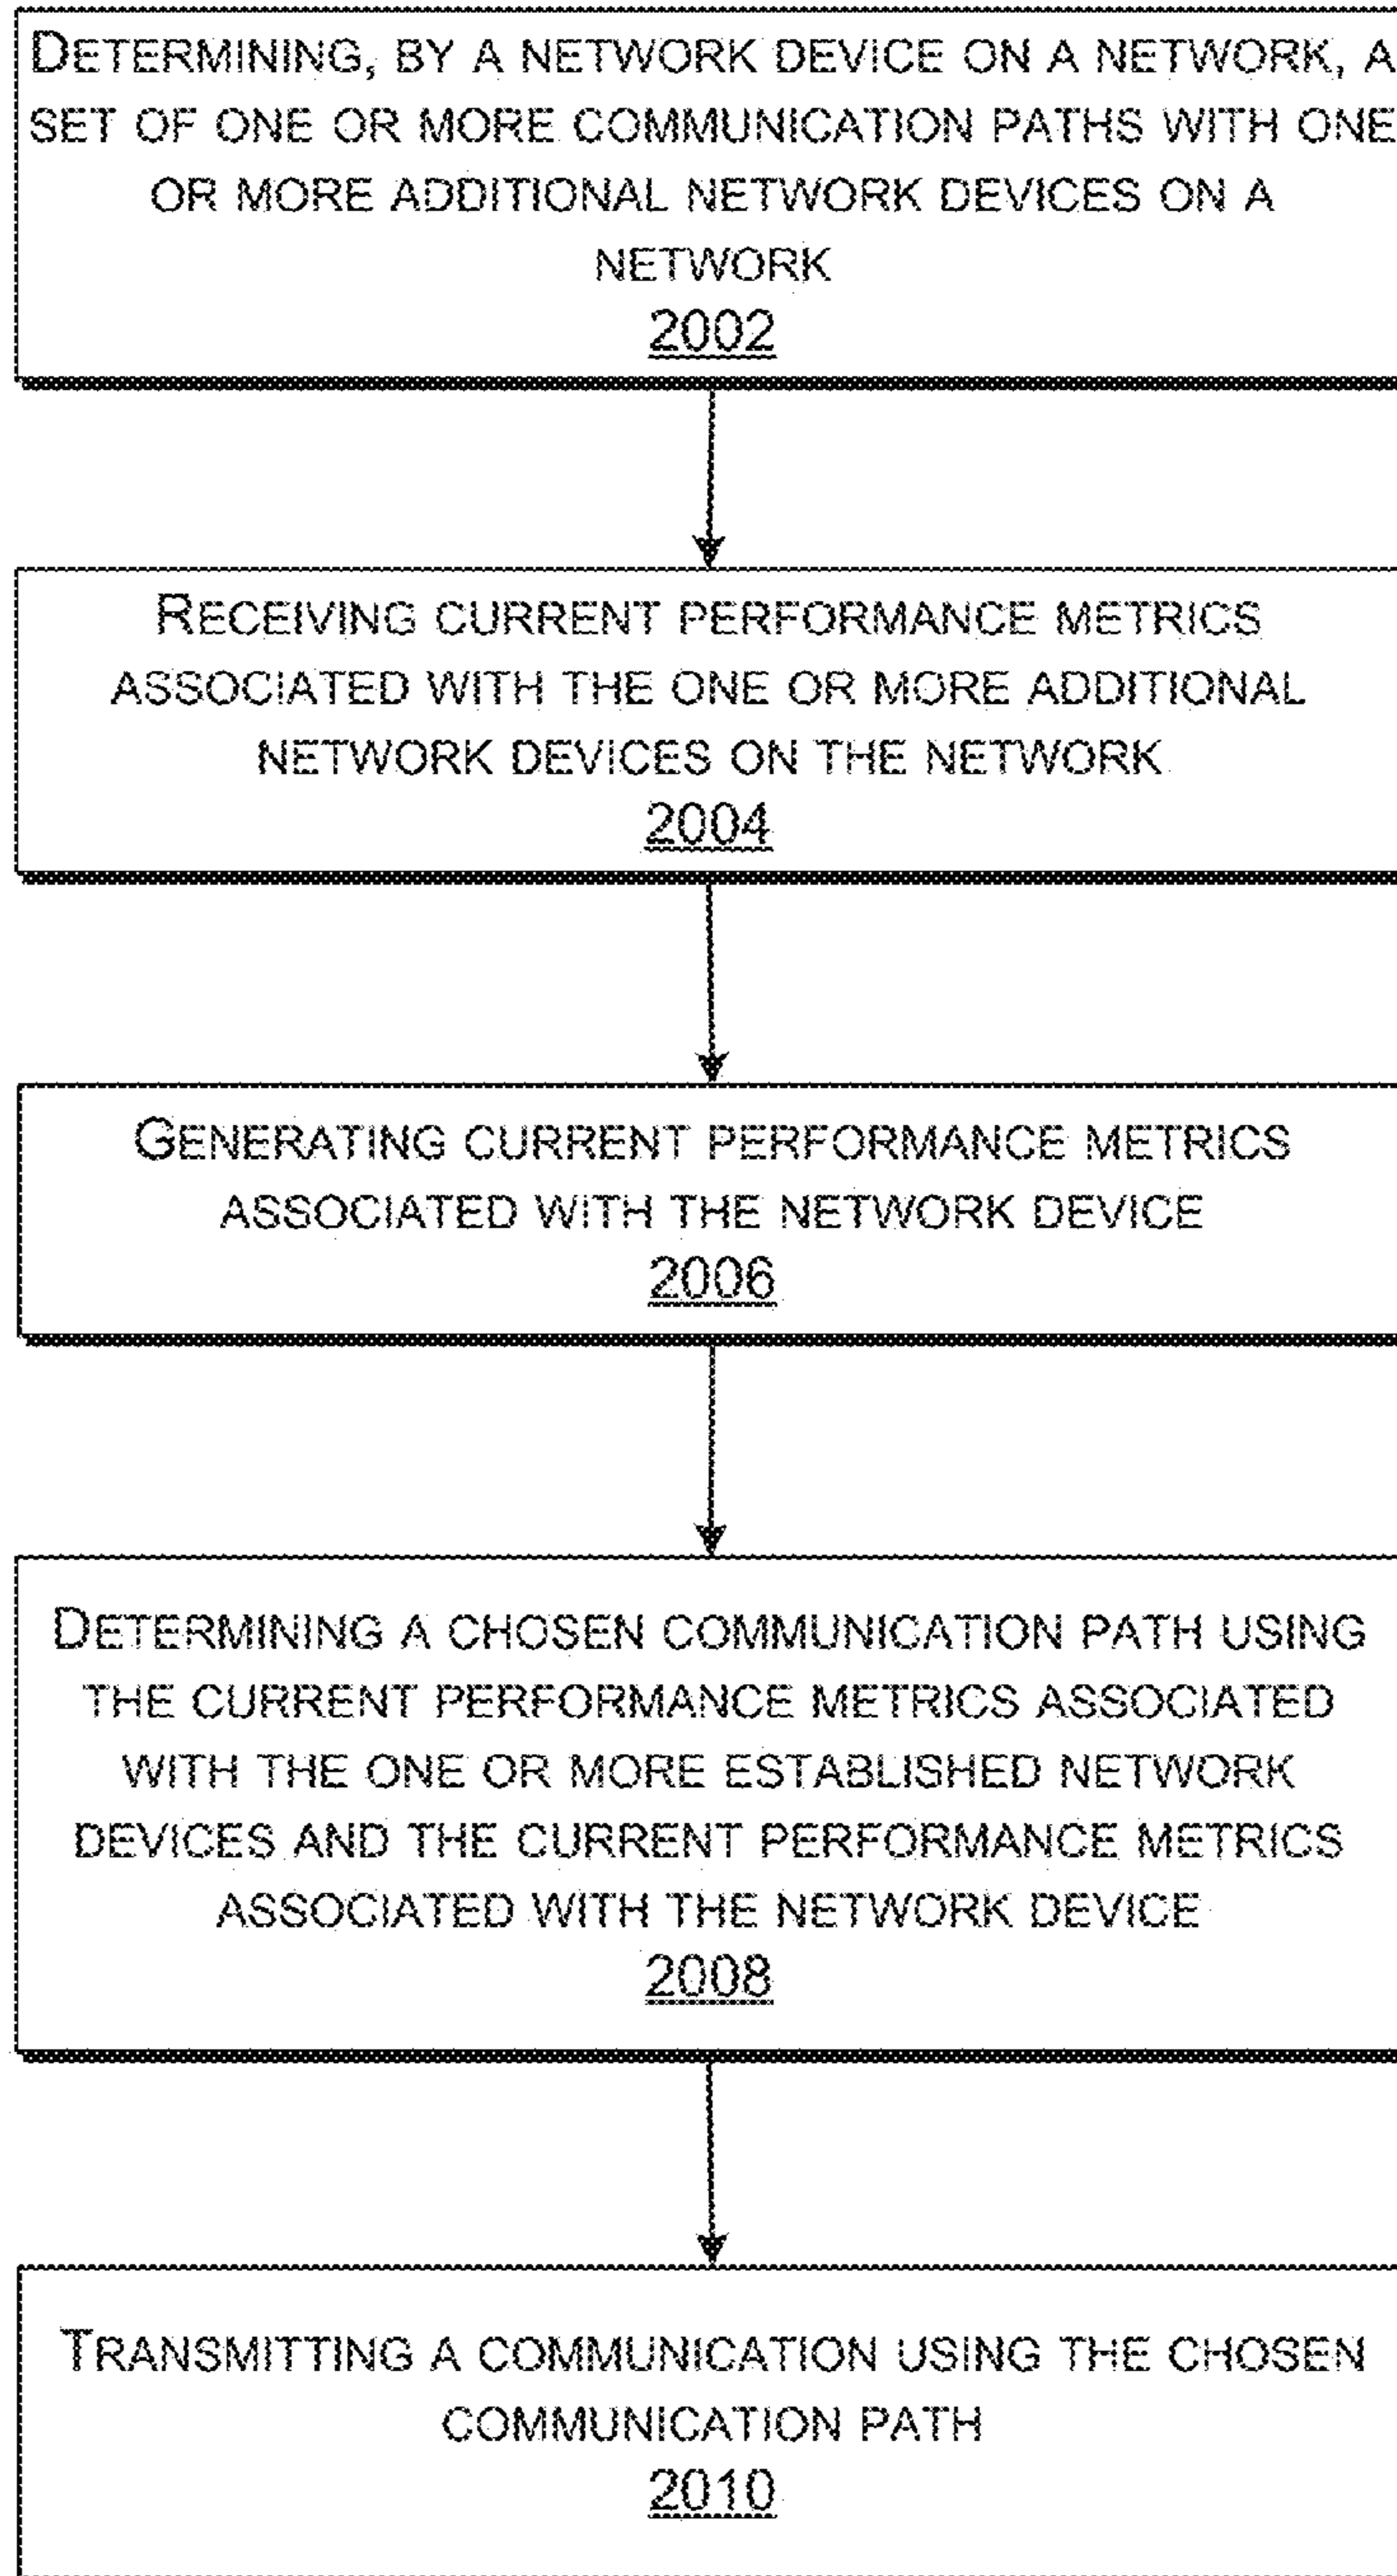 DETERMINING, BY A NETWORK DEVICE ON A NETWORK, A
SET OF ONE OR MORE COMMUNICATION PATHS WITH ONE
OR MORE ADDITIONAL NETWORK DEVICES ON A
NETWORK
2002
RECEIVING CURRENT PERFORMANCE METRICS
ASSOCIATED WITH THE ONE OR MORE ADDITIONAL
NETWORK DEVICES ON THE NETWORK
2004
GENERATING CURRENT PERFORMANCE METRICS
ASSOCIATED WITH THE NETWORK DEVICE
2006
DETERMINING A CHOSEN COMMUNICATION PATH USING
THE CURRENT PERFORMANCE METRICS ASSOCIATED
WITH THE ONE OR MORE ESTABLISHED NETWORK
DEVICES AND THE CURRENT PERFORMANCE METRICS
ASSOCIATED WITH THE NETWORK DEVICE
2008
TRANSMITTING A COMMUNICATION USING THE CHOSEN
COMMUNICATION PATH
2010